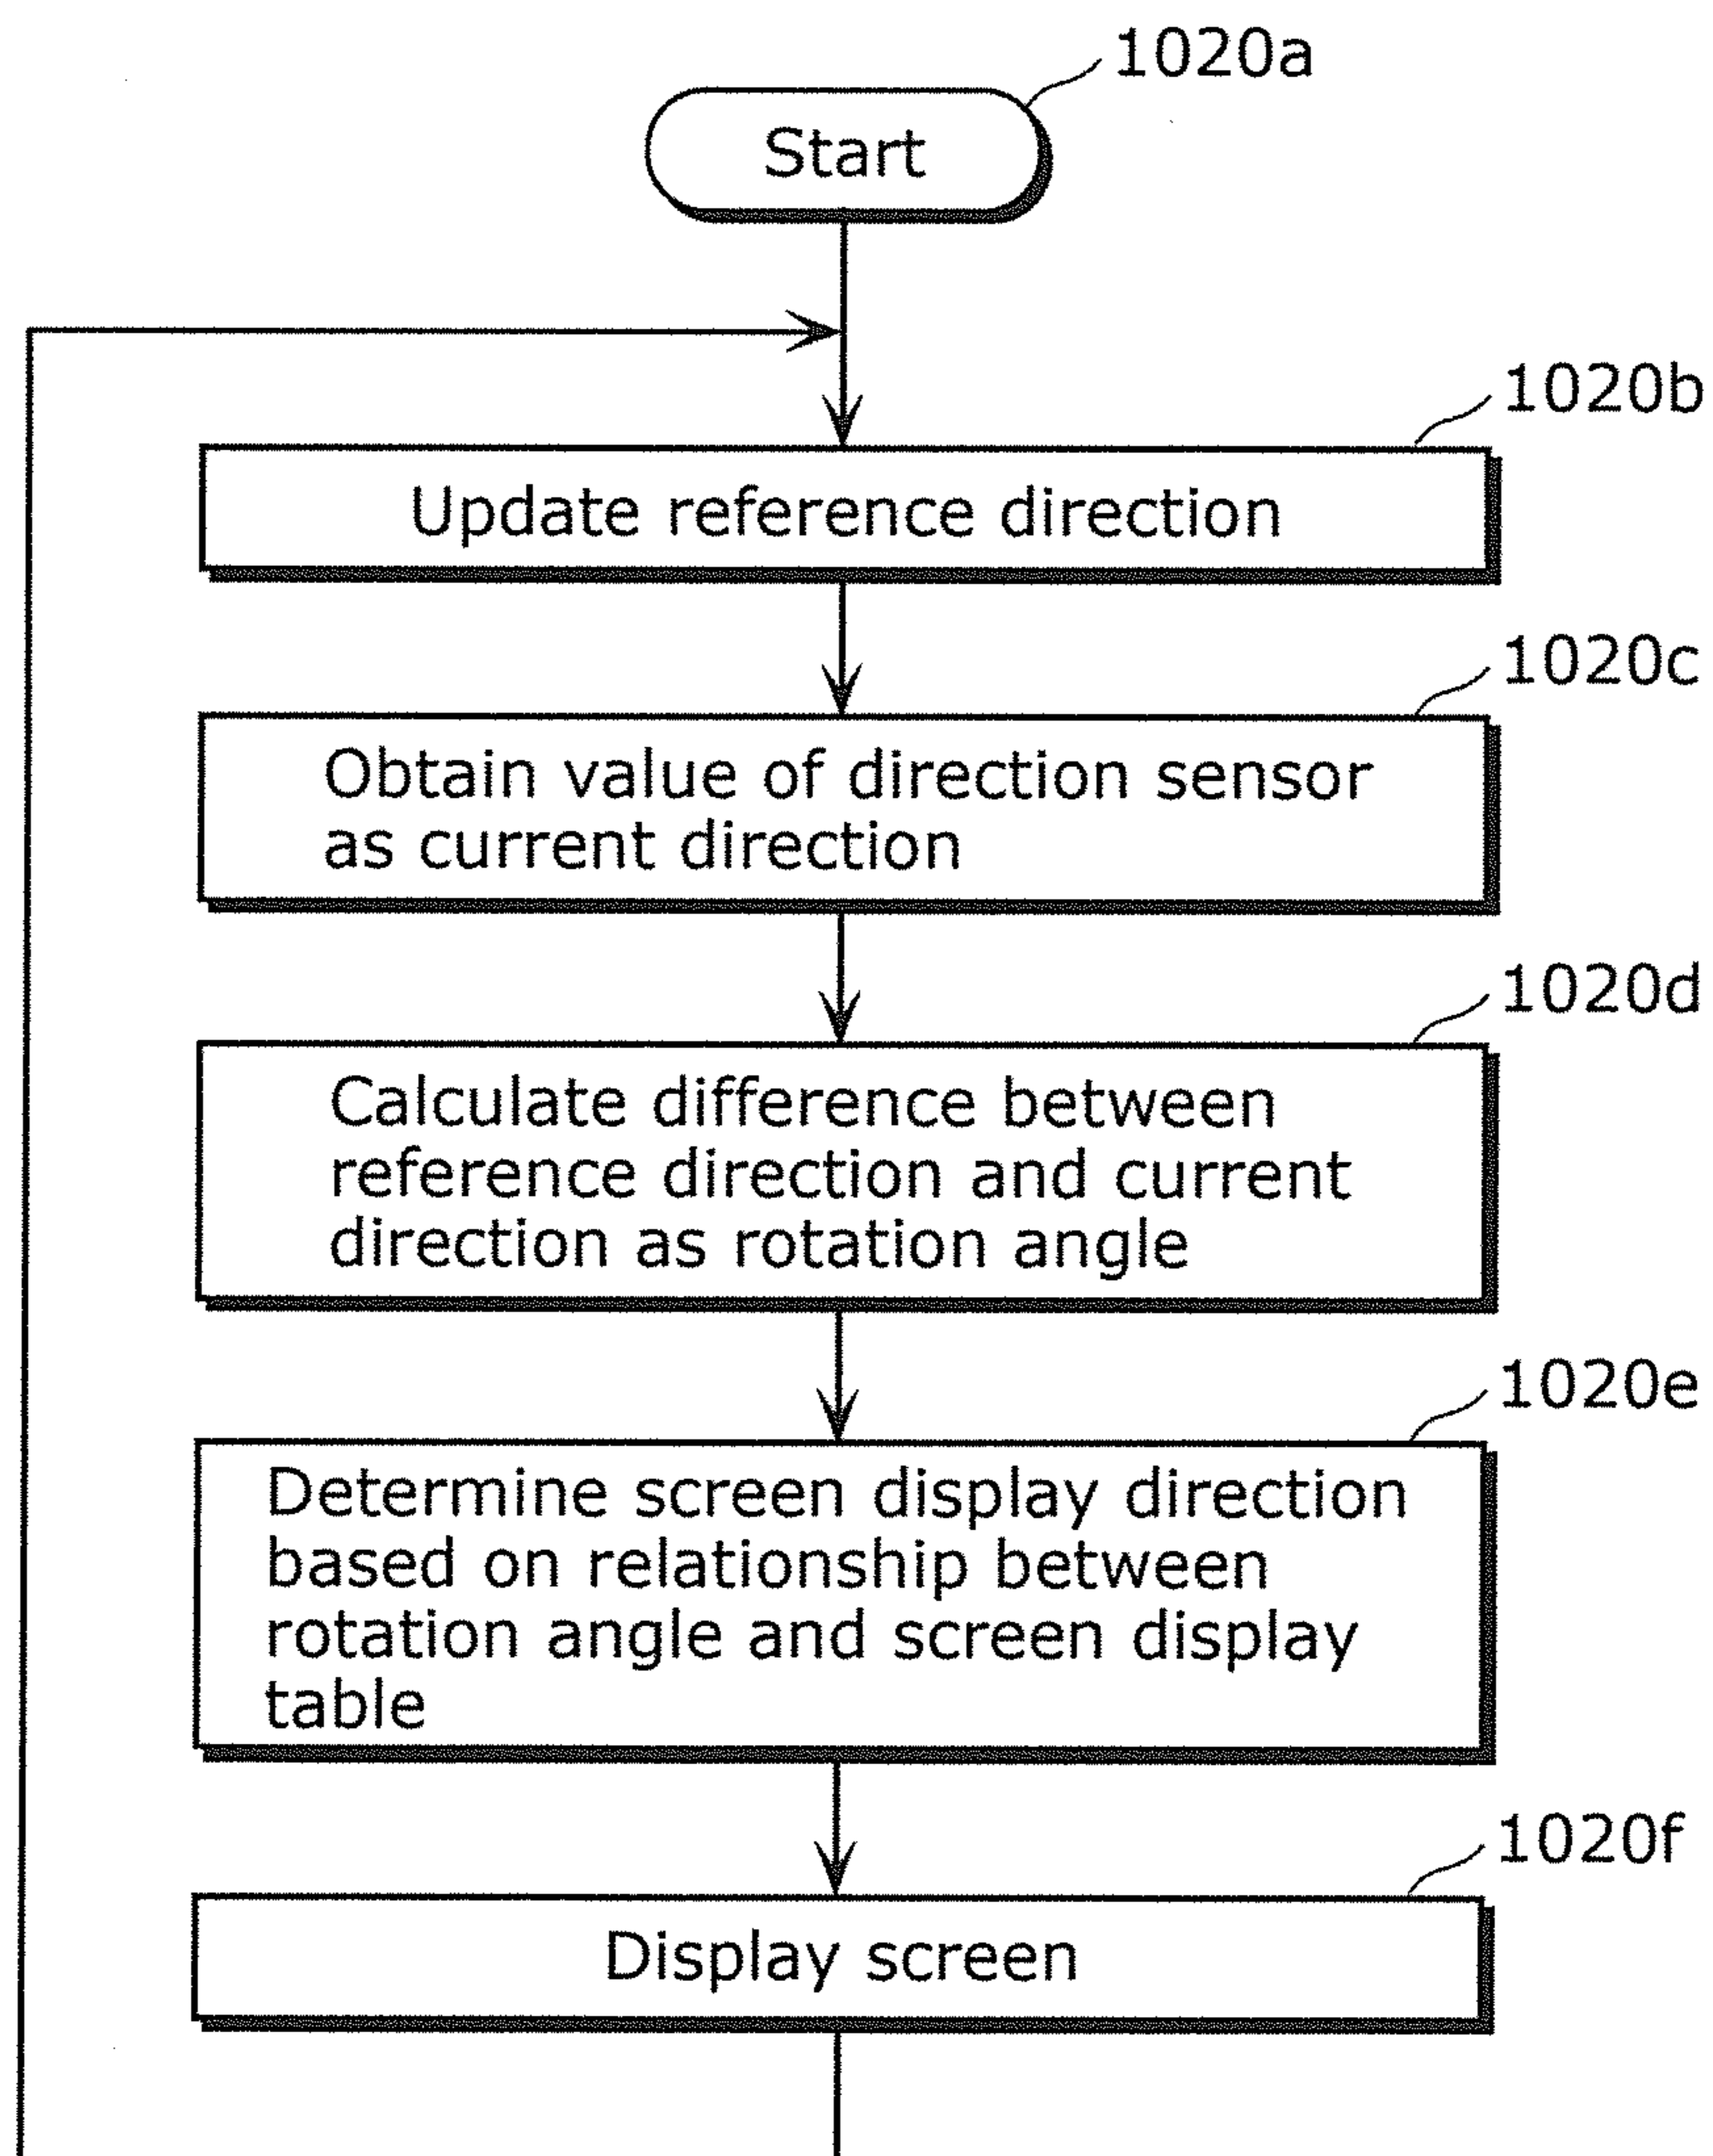 1020a
Start
1020b
Update reference direction
1020c
Obtain value of direction sensor
as current direction
1020d
Calculate difference between
reference direction and current
direction as rotation angle
1020e
Determine screen display direction
based on relationship between
rotation angle and screen display
table
1020f
Display screen